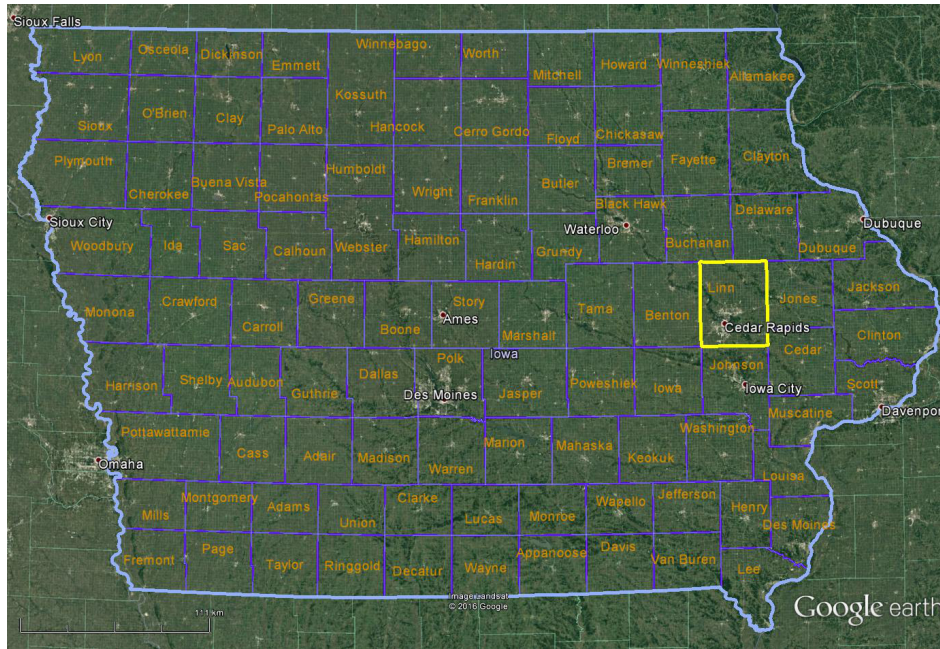 Sioux Falls
Lyon
Osceola
Dickinson
Emmett
Winnebago
Worth
Mitchell
Howard
Winneshiek
Allamakee
Sioux
O'Brien
Clay
Palo Alto
Kossuth
Hancock
Cerro Gordo
Floyd
Chickasaw
Fayette
Clayton
Plymouth
Cherokee
Buena Vista
Pocahontas
Humboldt
Wright
Franklin
Butler
Bremer
Black Hawk
Waterloo
Buchanan
Delaware
Dubuque
Dubuque
Sioux City
Woodbury
Ida
Sac
Calhoun
Webster
Hamilton
Hardin
Grundy
Monona
Crawford
Carroll
Greene
Boone
Story
Ames
Marshall
Tama
Benton
Linn
Cedar Rapids
Jones
Jackson
Clinton
Cedar
Harrison
Shelby
Audubon
Guthrie
Dallas
Polk
Iowa
Des Moines
Jasper
Poweshiek
Iowa
Johnson
Iowa City
Scott
Davenport
Muscatine
Pottawattamie
Omaha
Cass
Adair
Madison
Warren
Marion
Mahaska
Keokuk
Washington
Louisa
Mills
Montgomery
Adams
Union
Clarke
Lucas
Monroe
Wapello
Jefferson
Henry
Des Moines
Fremont
Page
Taylor
Ringgold
Decatur
Wayne
Appanoose
Davis
Van Buren
Lee
111 km
Image Landsat
© 2016 Google
Google earth